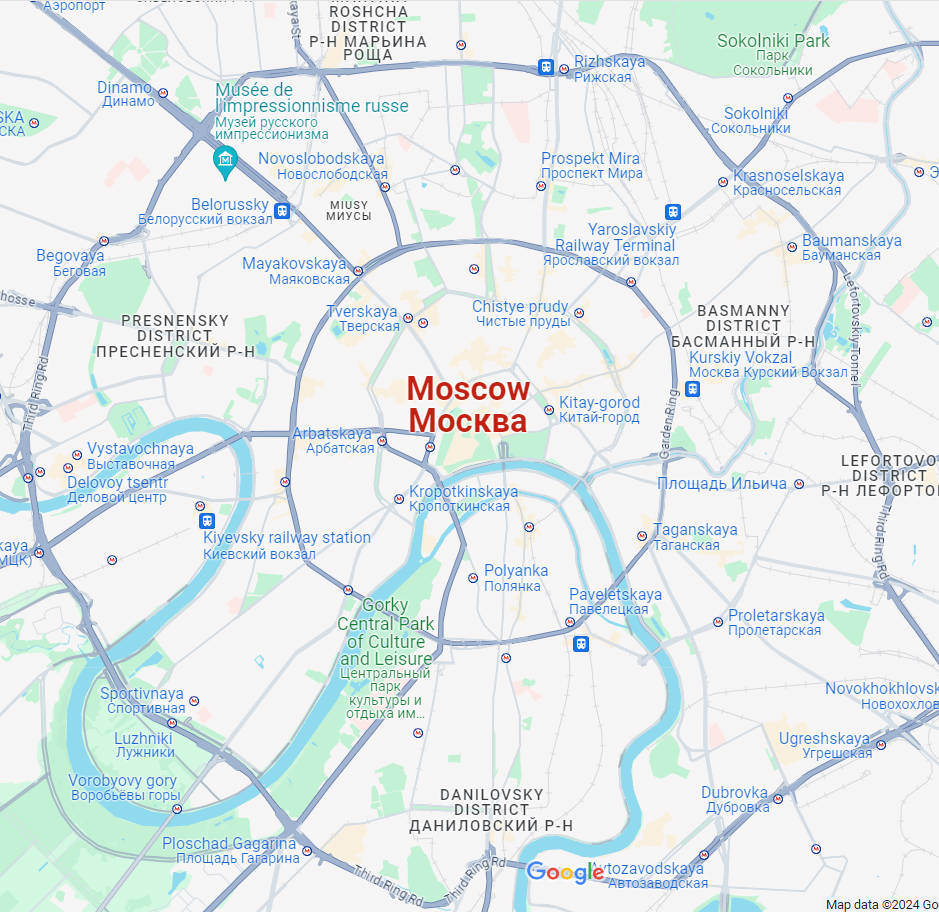 Аэропорт
ROSHCHA
DISTRICT
Р-Н МАРЬИНА
РОЩА
Sokolniki Park
Парк
Сокольники
Rizhskaya
Рижская
Dinamo
Динамо
Musée de
l'impressionnisme russe
Музей русского
импрессионизма
Sokolniki
Сокольники
Novoslobodskaya
Новослободская
Prospekt Mira
Проспект Мира
Krasnoselskaya
Красносельская
Belorussky
Белорусский вокзал
MIUSY
МИУСЫ
Yaroslavskiy
Railway Terminal
Ярославский вокзал
Baumanskaya
Бауманская
Begovaya
Беговая
Mayakovskaya
Маяковская
Lefortovskiy Tonnel
Tverskaya
Тверская
Chistye prudy
Чистые пруды
PRESNENSKY
DISTRICT
ПРЕСНЕНСКИЙ Р-Н
BASMANNY
DISTRICT
БАСМАННЫЙ Р-Н
Kurskiy Vokzal
Москва Курский Вокзал
Third Ring Rd
Moscow
Москва
Kitay-gorod
Китай-город
Garden Ring
Arbatskaya
Арбатская
Vystavochnaya
Выставочная
Delovoy tsentr
Деловой центр
LEFORTOVO
DISTRICT
Р-Н ЛЕФОРТО
Площадь Ильича
Kropotkinskaya
Кропоткинская
Kiyevsky railway station
Киевский вокзал
Taganskaya
Таганская
Third Ring Rd
Polyanka
Полянка
Paveletskaya
Павелецкая
Proletarskaya
Пролетарская
Gorky
Central Park
of Culture
and Leisure
Центральный
парк
культуры и
отдыха им...
Sportivnaya
Спортивная
Novokhokhlovsk
Новохохлов
Luzhniki
Лужники
Ugreshskaya
Угрешская
Vorobyovy gory
Воробьёвы горы
DANILOVSKY
DISTRICT
ДАНИЛОВСКИЙ Р-Н
Dubrovka
Дубровка
Ploschad Gagarina
Площадь Гагарина
Third Ring Rd
Third Ring Rd
Google
Avtozavodskaya
Автозаводская
Map data ©2024 Go